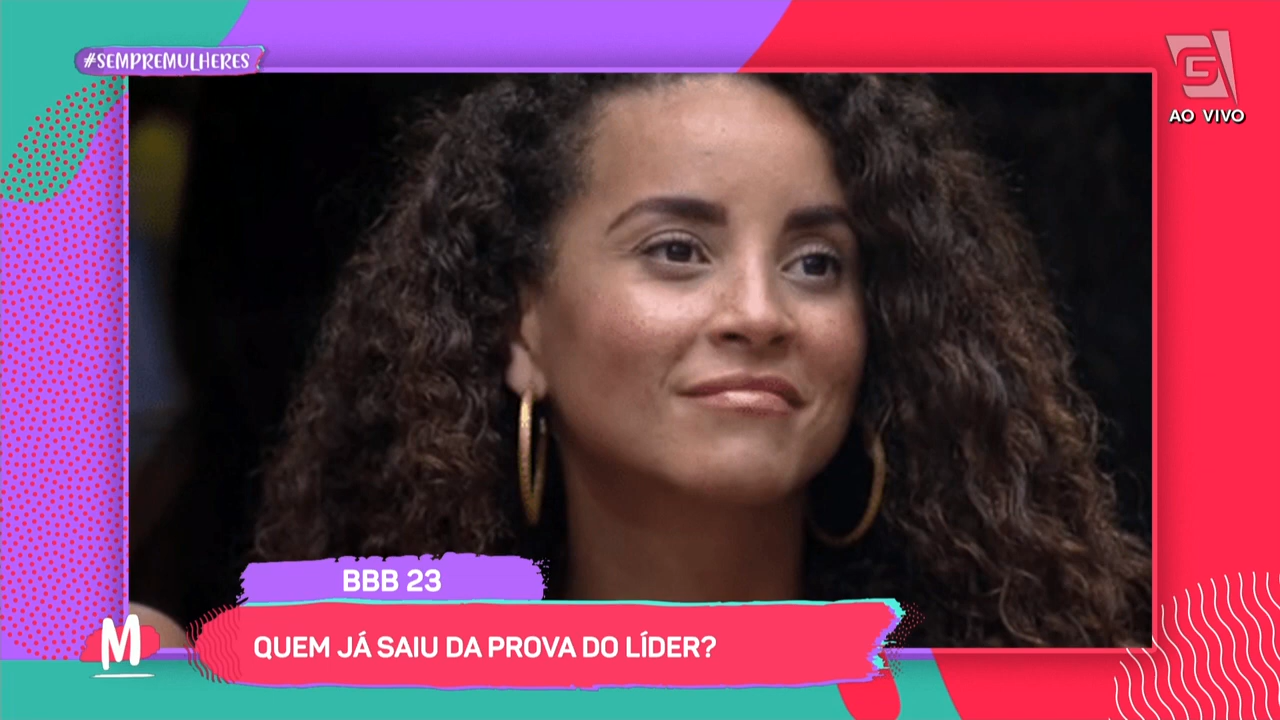 #SEMPREMULHERES
G
AO VIVO
BBB 23
M
QUEM JÁ SAIU DA PROVA DO LÍDER?